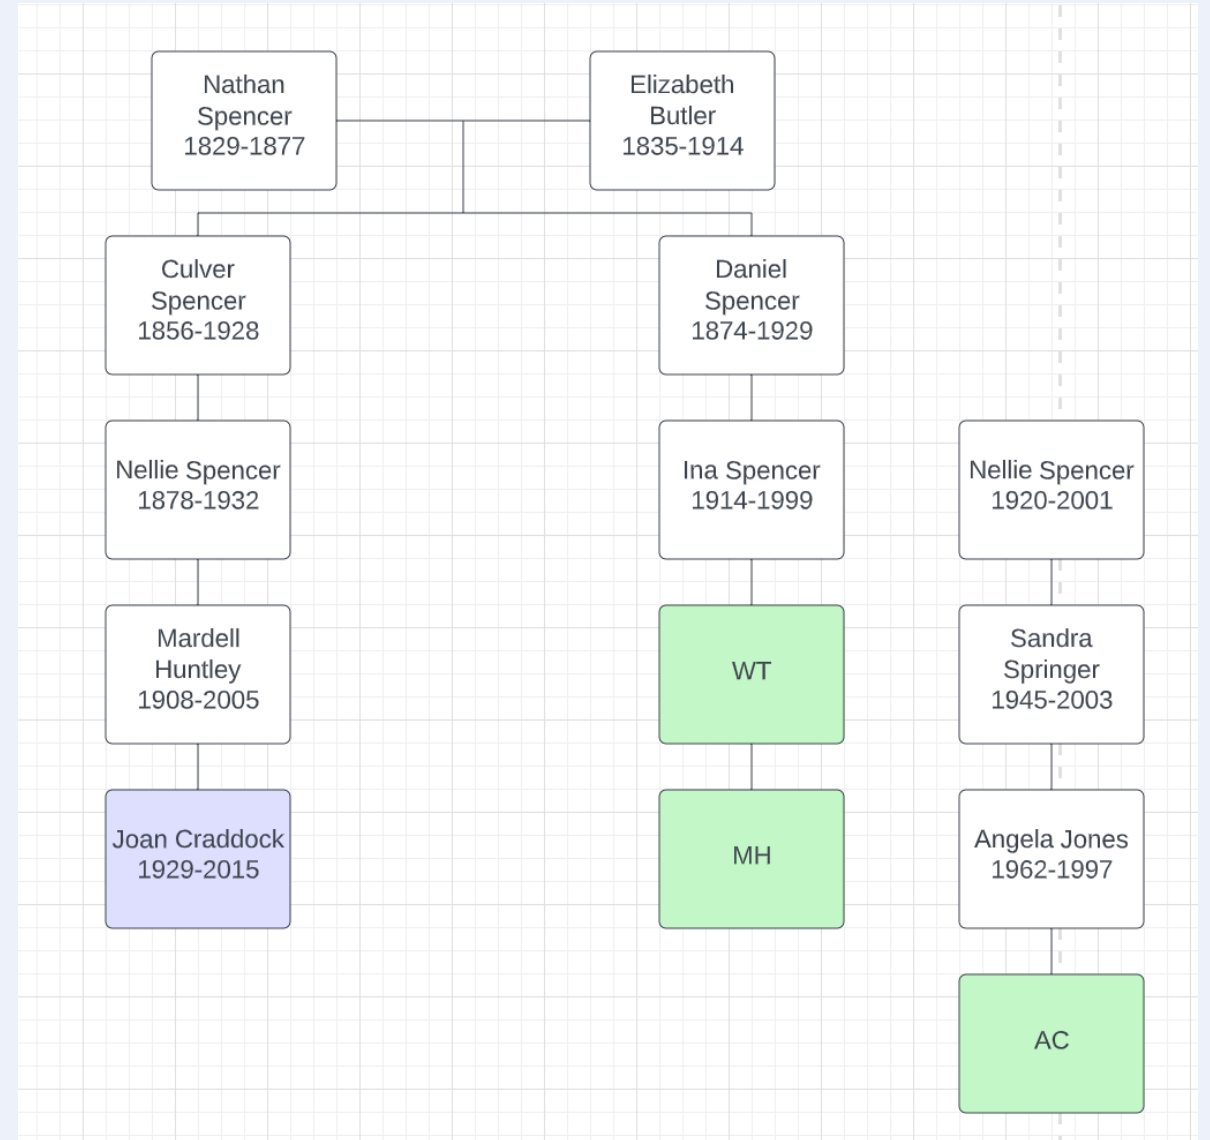 Nathan
Spencer
1829-1877
Elizabeth
Butler
1835-1914
Culver
Spencer
1856-1928
Daniel
Spencer
1874-1929
Nellie Spencer
1878-1932
Ina Spencer
1914-1999
Nellie Spencer
1920-2001
Mardell
Huntley
1908-2005
WT
Sandra
Springer
1945-2003
Joan Craddock
1929-2015
MH
Angela Jones
1962-1997
AC